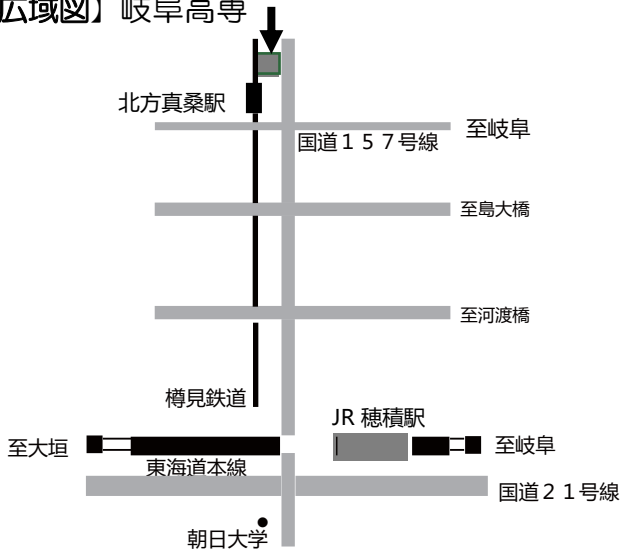 広域図】岐阜高専
北方真桑駅
国道１５７号線
至岐阜
至島大橋
至河渡橋
樽見鉄道
JR 穂積駅
至大垣
東海道本線
至岐阜
国道２１号線
朝日大学